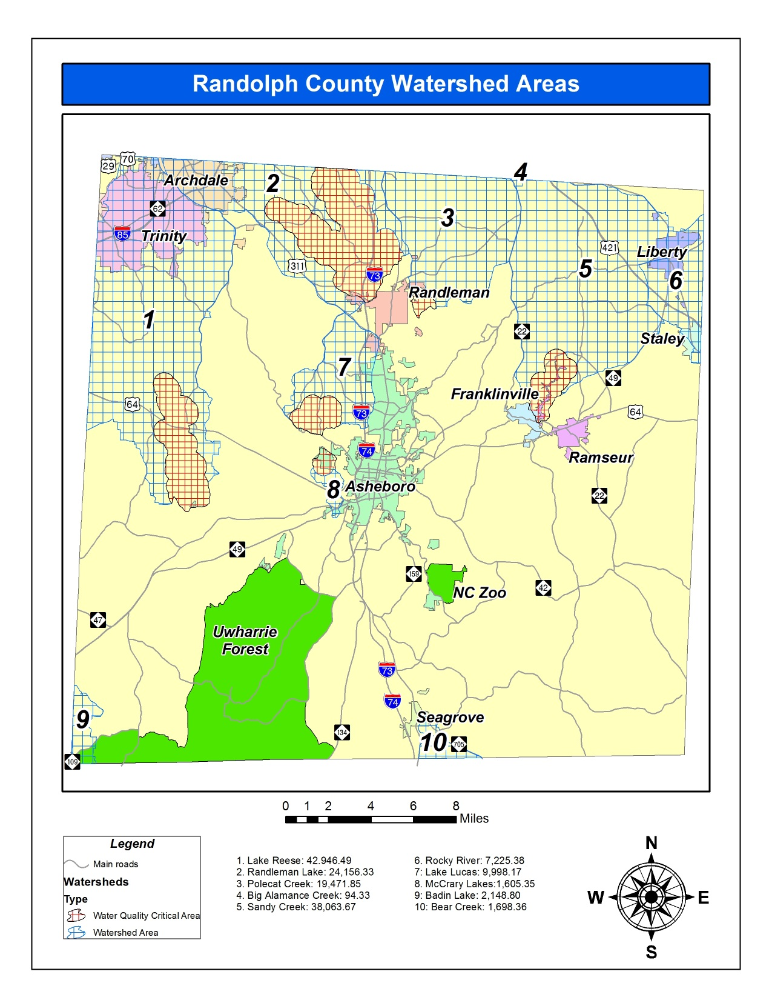 Randolph County Watershed Areas
29
70
Archdale
2
4
62
3
85
Trinity
421
Liberty
311
5
73
6
Randleman
1
22
Staley
7
49
Franklinville
64
73
64
74
Ramseur
8
Asheboro
22
49
159
42
NC Zoo
47
Uwharrie
Forest
73
74
9
Seagrove
134
10
705
109
0 1 2 4 6 8
Miles
Legend
Main roads
Watersheds
Type
Water Quality Critical Area
Watershed Area
1. Lake Reese: 42.946.49
2. Randleman Lake: 24,156.33
3. Polecat Creek: 19,471.85
4. Big Alamance Creek: 94.33
5. Sandy Creek: 38,063.67
6. Rocky River: 7,225.38
7: Lake Lucas: 9,998.17
8. McCrary Lakes:1,605.35
9: Badin Lake: 2,148.80
10: Bear Creek: 1,698.36
N
W E
S